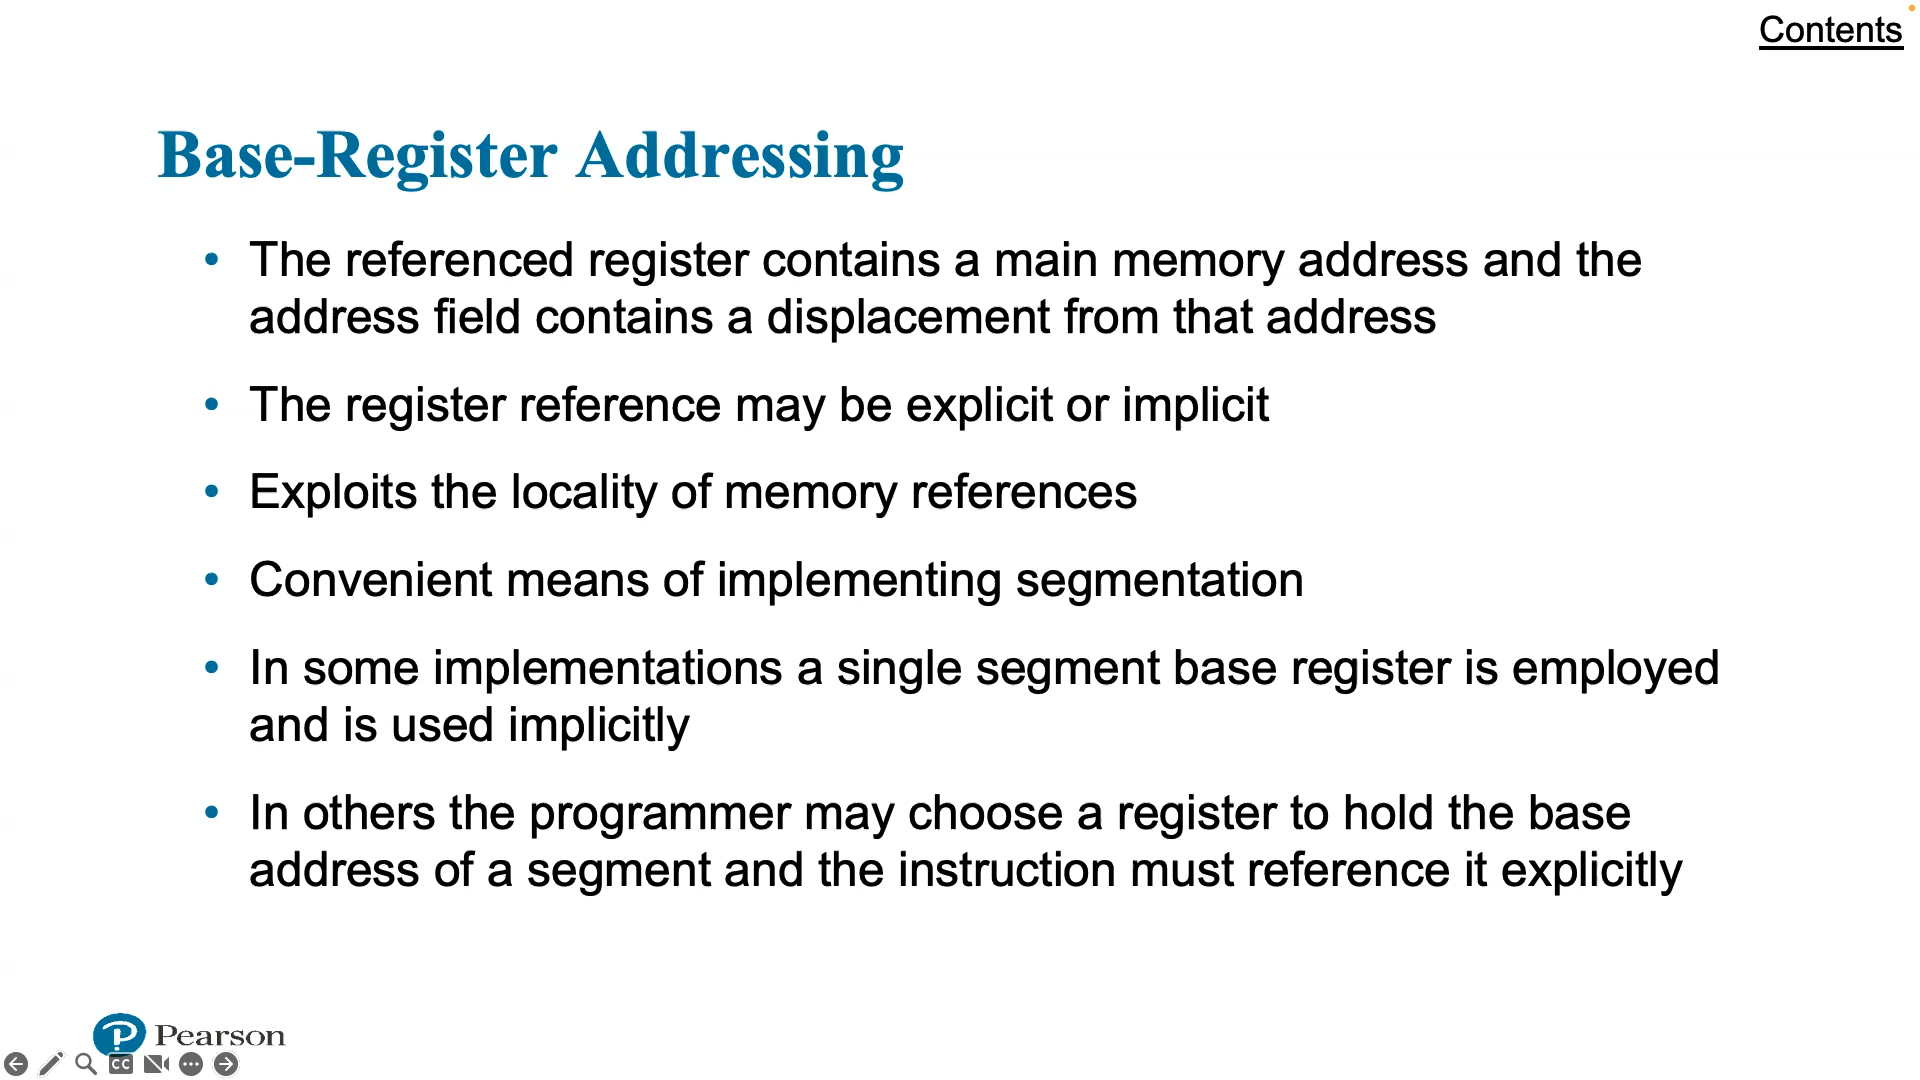 Contents
Base-Register Addressing
• The referenced register contains a main memory address and the
address field contains a displacement from that address
• The register reference may be explicit or implicit
• Exploits the locality of memory references
• Convenient means of implementing segmentation
• In some implementations a single segment base register is employed
and is used implicitly
• In others the programmer may choose a register to hold the base
address of a segment and the instruction must reference it explicitly
P Pearson
CC